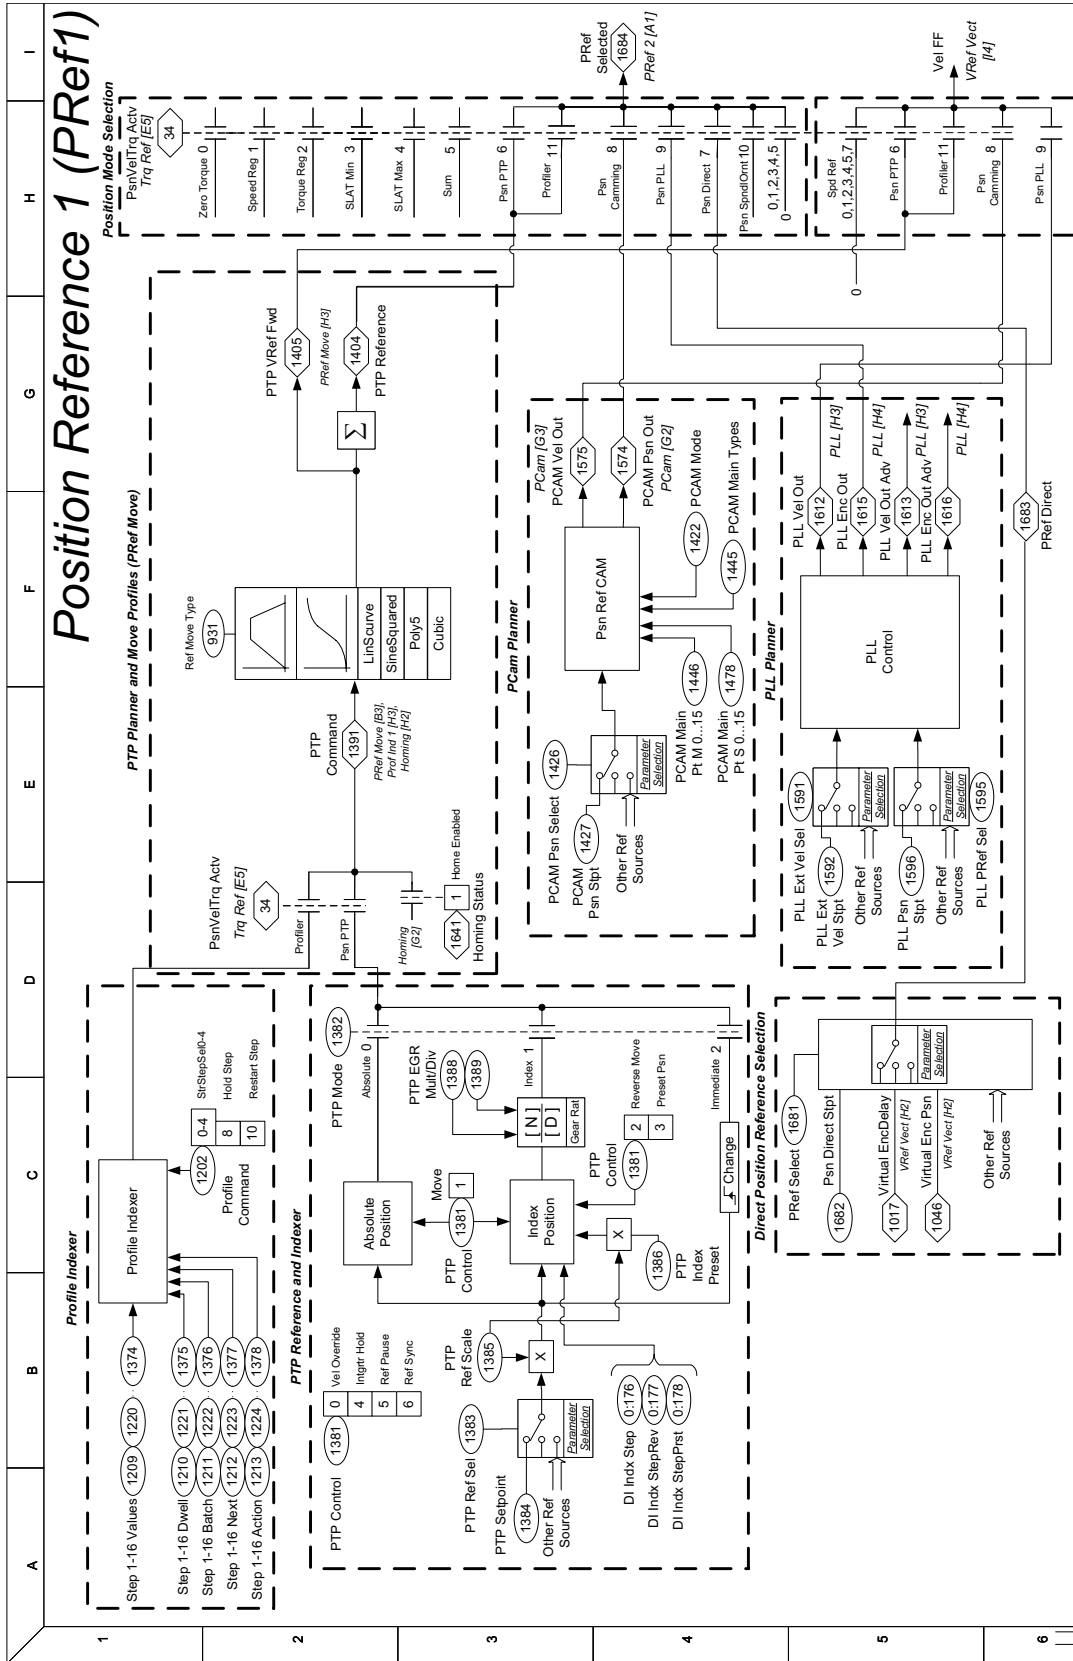 Position Reference 1 (PRef1)
A
B
C
D
E
F
G
H
I
1
2
3
4
5
6
Profile Indexer
Step 1-16 Values
1209
1220
1374
Step 1-16 Dwell
1210
1221
1375
Step 1-16 Batch
1211
1222
1376
Step 1-16 Next
1212
1223
1377
Step 1-16 Action
1213
1224
1378
Profile Indexer
1202
Profile
Command
0-4
StrStepSel0-4
8
Hold Step
10
Restart Step
PTP Reference and Indexer
PTP Control
1381
0
Vel Override
4
Intgrtr Hold
5
Ref Pause
6
Ref Sync
PTP Ref Sel
1383
PTP Setpoint
1384
Other Ref
Sources
Parameter
Selection
PTP
Ref Scale
1385
X
DI Indx Step
0:176
DI Indx StepRev
0:177
DI Indx StepPrst
0:178
Absolute
Position
PTP
Control
1381
Move
1
Index
Position
X
1386
PTP
Index
Preset
PTP
Control
1381
2
Reverse Move
3
Preset Psn
PTP EGR
Mult/Div
1388
1389
[ N ]
[ D ]
Gear Rat
Change
PTP Mode
1382
Absolute 0
Index 1
Immediate 2
PTP Planner and Move Profiles (PRef Move)
PsnVelTrq Actv
Trq Ref [E5]
34
Profiler
Psn PTP
Homing
[G2]
1641
1
Home Enabled
Homing Status
PTP
Command
1391
PRef Move [B3],
Prof Ind 1 [H3],
Homing [H2]
Ref Move Type
931
LinScurve
SineSquared
Poly5
Cubic
Σ
PTP VRef Fwd
1405
PRef Move [H3]
1404
PTP Reference
PCam Planner
PCAM Psn Select
1426
PCAM
Psn Stpt
1427
Other Ref
Sources
Parameter
Selection
Psn Ref CAM
PCAM Main
Pt M 0...15
1446
PCAM Main
Pt S 0...15
1478
1422
PCAM Mode
1445
PCAM Main Types
PCam [G3]
PCAM Vel Out
1575
1574
PCAM Psn Out
PCam [G2]
PLL Planner
PLL Ext Vel Sel
1591
PLL Ext
Vel Stpt
1592
Other Ref
Sources
Parameter
Selection
PLL Psn
Stpt
1596
Other Ref
Sources
Parameter
Selection
1595
PLL PRef Sel
PLL
Control
PLL Vel Out
1612
PLL [H3]
PLL Enc Out
1615
PLL [H4]
PLL Vel Out Adv
1613
PLL [H3]
PLL Enc Out Adv
1616
PLL [H4]
Direct Position Reference Selection
PRef Select
1681
Psn Direct Stpt
1682
Virtual EncDelay
1017
VRef Vect [H2]
Virtual Enc Psn
1046
VRef Vect [H2]
Other Ref
Sources
Parameter
Selection
1683
PRef Direct
Position Mode Selection
PsnVelTrq Actv
Trq Ref [E5]
34
Zero Torque 0
Speed Reg 1
Torque Reg 2
SLAT Min 3
SLAT Max 4
Sum 5
Psn PTP 6
Profiler 11
Psn
Camming 8
Psn PLL 9
Psn Direct 7
Psn SpndlOrnt 10
0,1,2,3,4,5
0
PRef
Selected
1684
PRef 2 [A1]
Spd Ref
0,1,2,3,4,5,7
0
Psn PTP 6
Profiler 11
Psn
Camming 8
Psn PLL 9
Vel FF
VRef Vect
[I4]